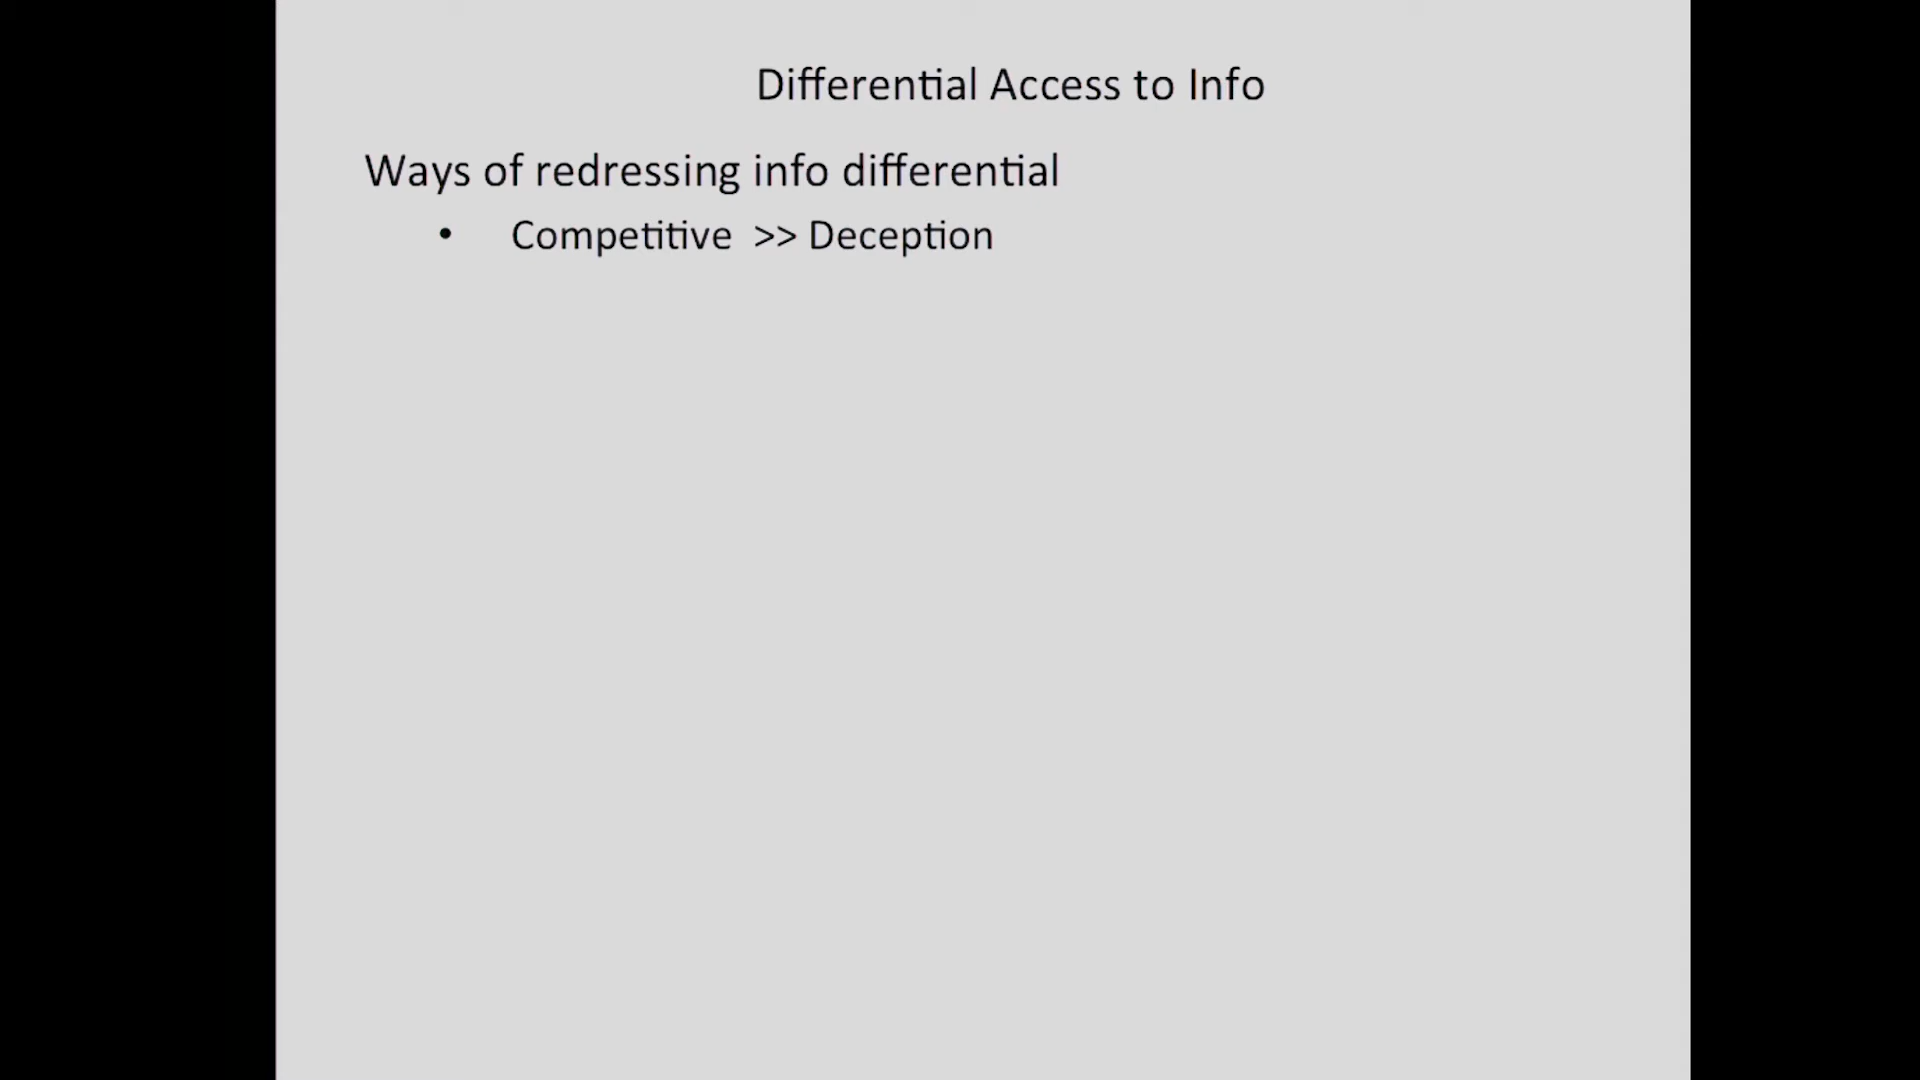 Differential Access to Info
Ways of redressing info differential
• Competitive >> Deception